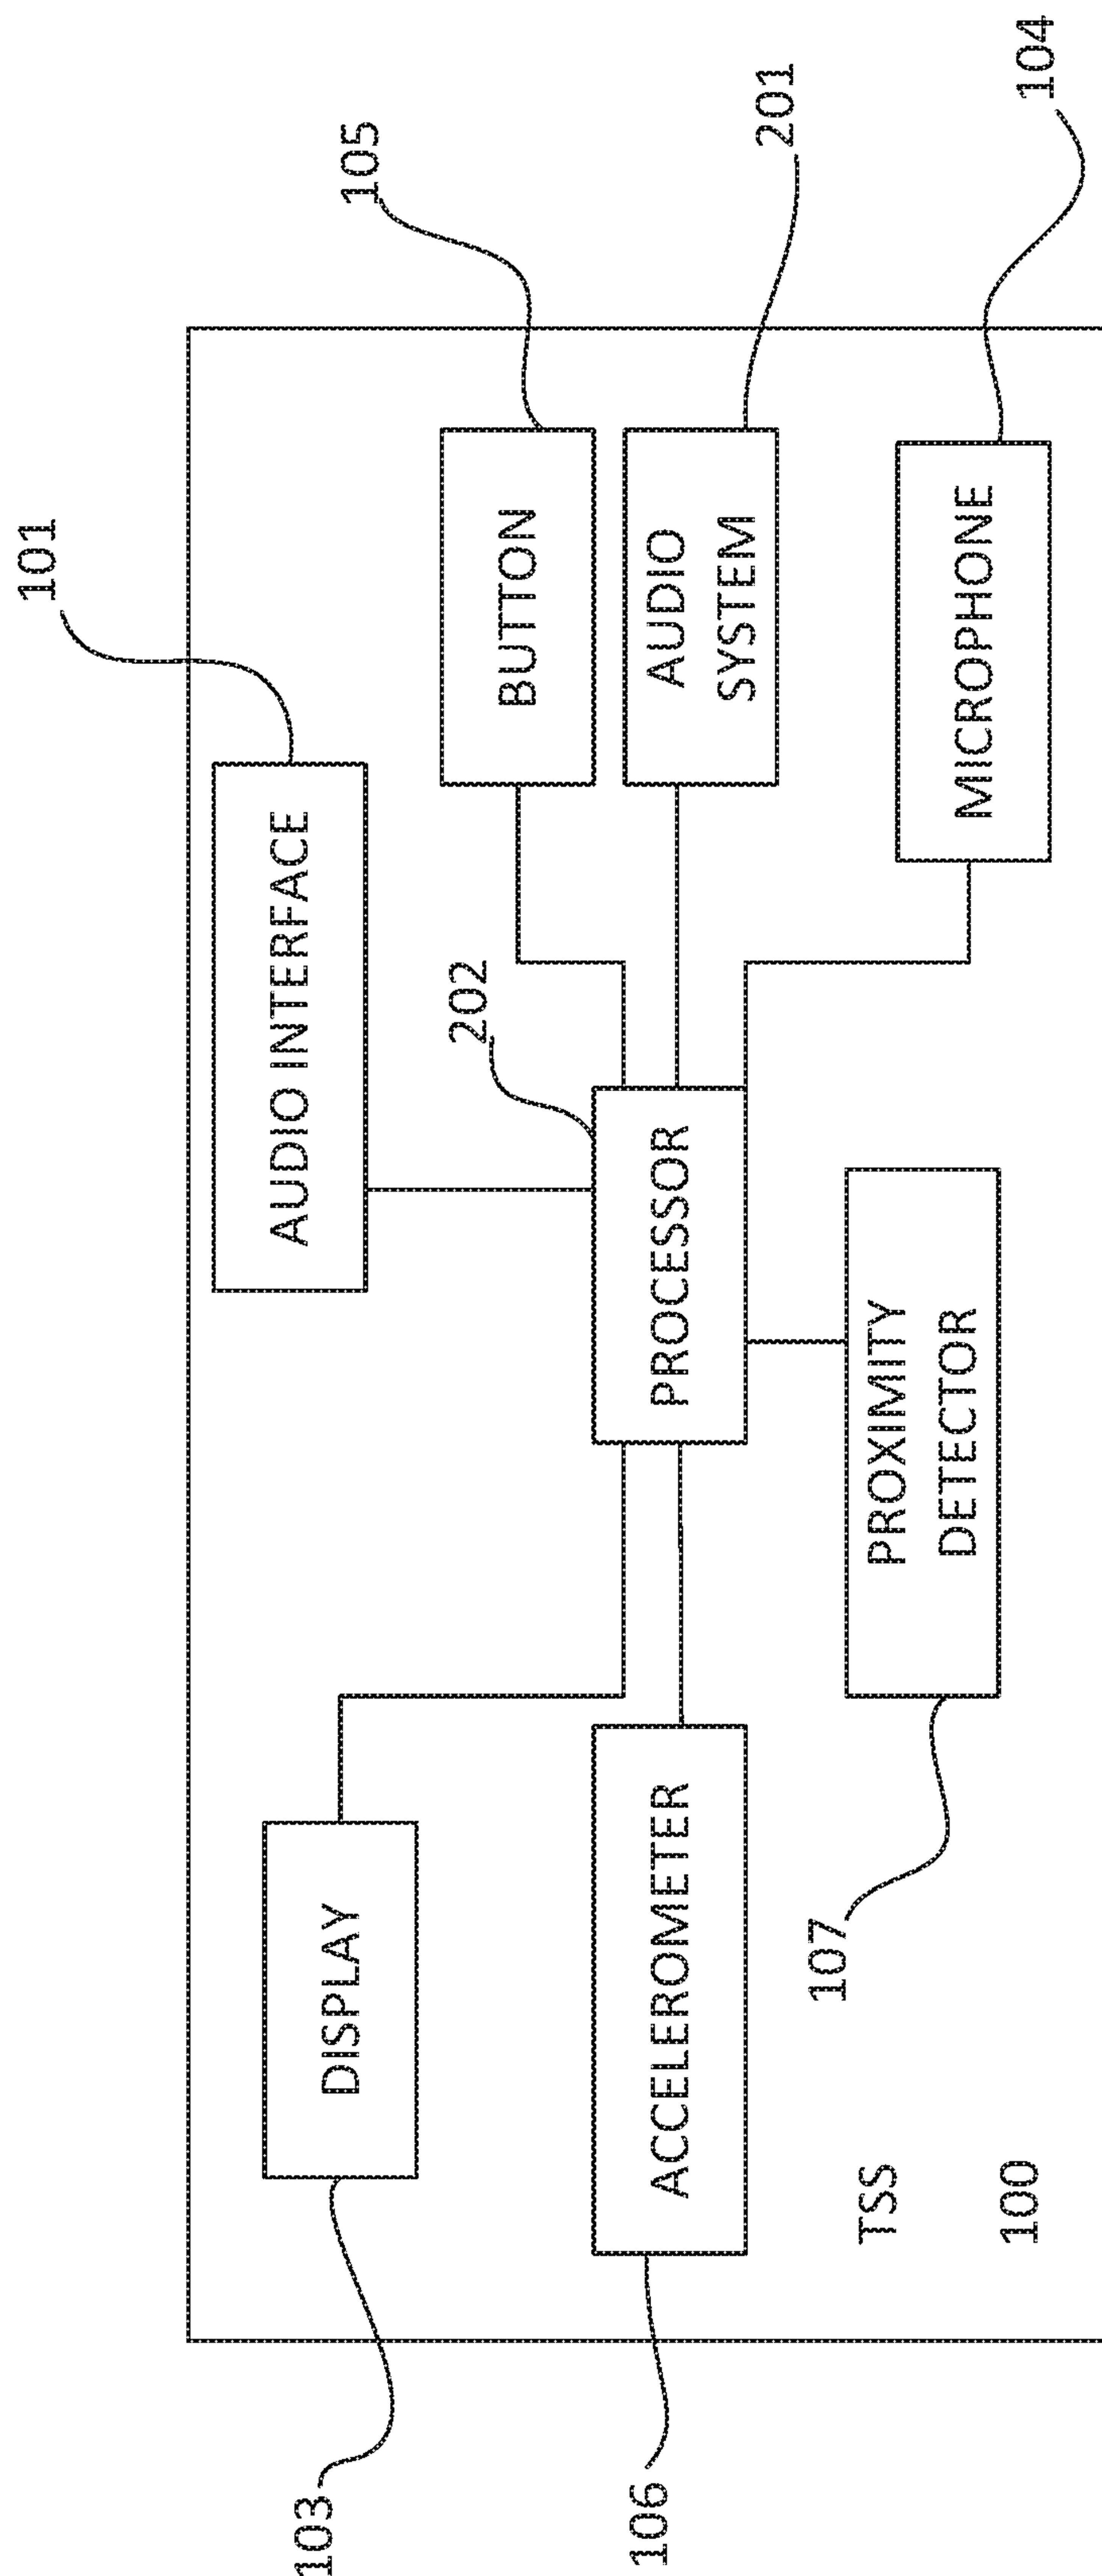 101
103
DISPLAY
AUDIO INTERFACE
105
202
BUTTON
106
ACCELEROMETER
PROCESSOR
AUDIO
SYSTEM
201
107
TSS
PROXIMITY
DETECTOR
MICROPHONE
100
104